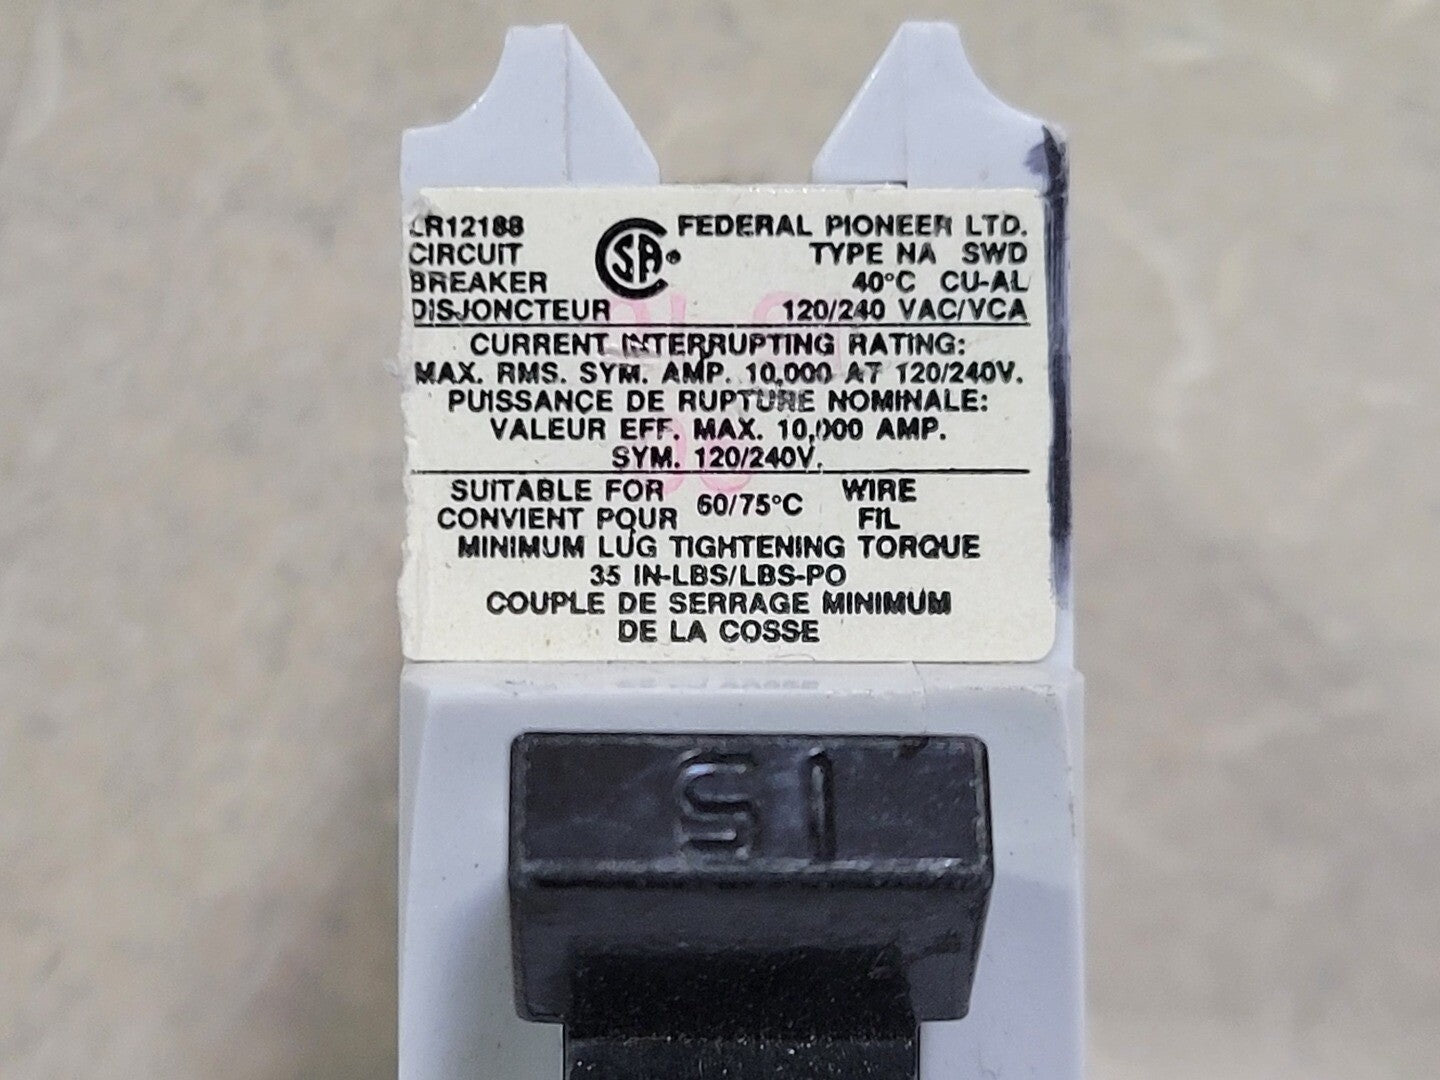 LR12188 CSA® FEDERAL PIONEER LTD.
CIRCUIT TYPE NA SWD
BREAKER 40°C CU-AL
DISJONCTEUR 120/240 VAC/VCA
CURRENT INTERRUPTING RATING:
MAX. RMS. SYM. AMP. 10,000 AT 120/240V.
PUISSANCE DE RUPTURE NOMINALE:
VALEUR EFF. MAX. 10,000 AMP.
SYM. 120/240V.
SUITABLE FOR 60/75°C WIRE
CONVIENT POUR FIL
MINIMUM LUG TIGHTENING TORQUE
35 IN-LBS/LBS-PO
COUPLE DE SERRAGE MINIMUM
DE LA COSSE
15